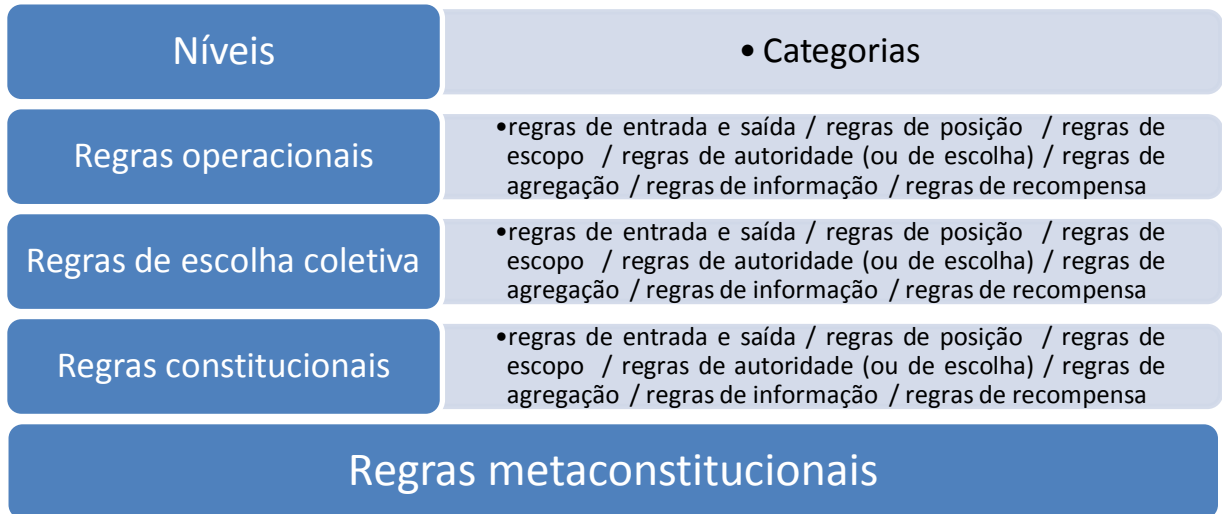 Níveis
• Categorias
Regras operacionais
•regras de entrada e saída / regras de posição / regras de
escopo / regras de autoridade (ou de escolha) / regras de
agregação / regras de informação / regras de recompensa
Regras de escolha coletiva
•regras de entrada e saída / regras de posição / regras de
escopo / regras de autoridade (ou de escolha) / regras de
agregação / regras de informação / regras de recompensa
Regras constitucionais
•regras de entrada e saída / regras de posição / regras de
escopo / regras de autoridade (ou de escolha) / regras de
agregação / regras de informação / regras de recompensa
Regras metaconstitucionais